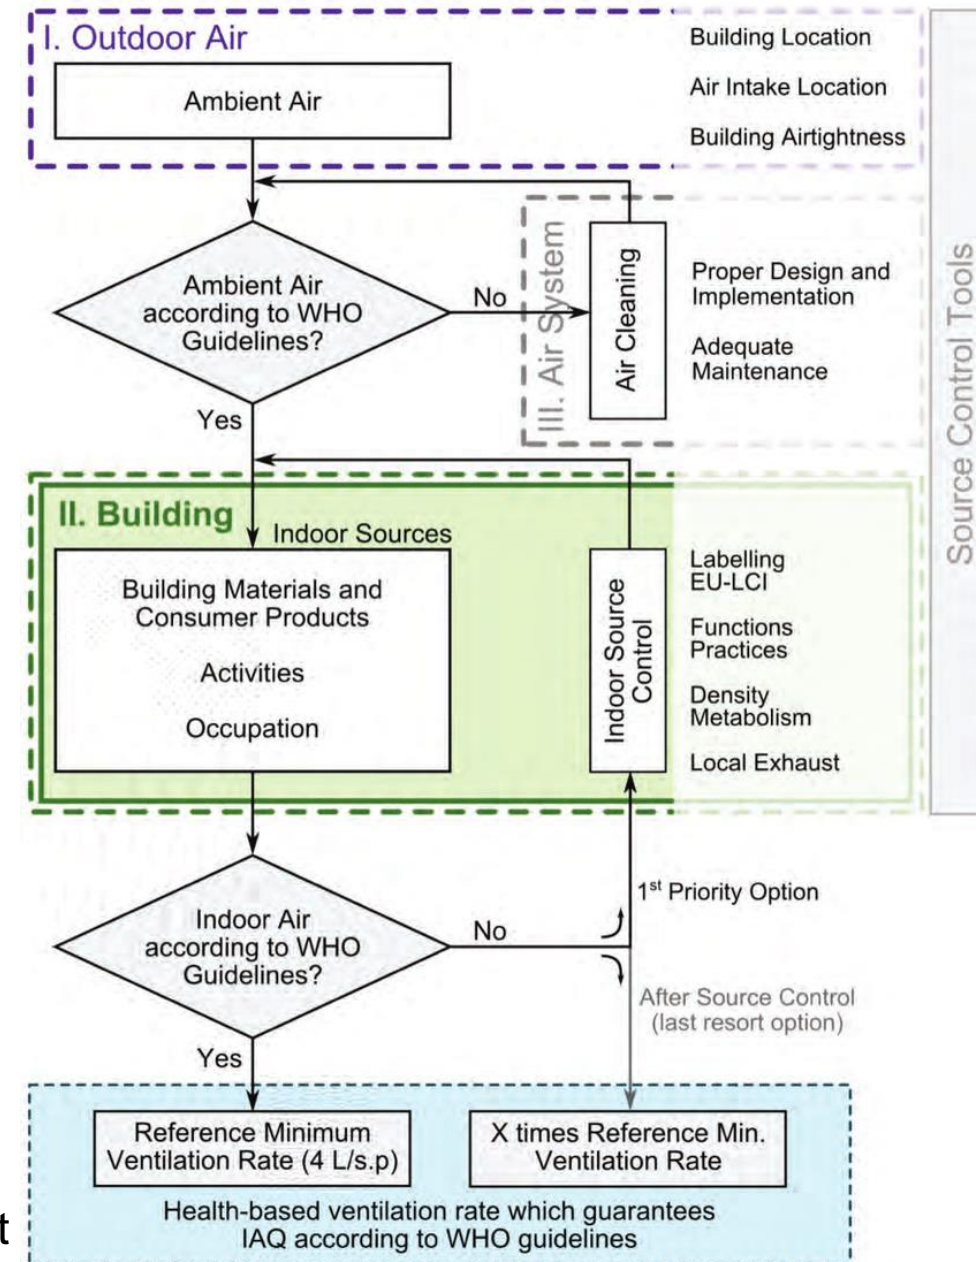 I. Outdoor Air
Ambient Air
Building Location
Air Intake Location
Building Airtightness
Ambient Air
according to WHO
Guidelines?
No
Yes
III. Air System
Air Cleaning
Proper Design and
Implementation
Adequate
Maintenance
Source Control Tools
II. Building
Indoor Sources
Building Materials and
Consumer Products
Activities
Occupation
Indoor Source
Control
Labelling
EU-LCI
Functions
Practices
Density
Metabolism
Local Exhaust
Indoor Air
according to WHO
Guidelines?
No
1st Priority Option
After Source Control
(last resort option)
Yes
Reference Minimum
Ventilation Rate (4 L/s.p)
X times Reference Min.
Ventilation Rate
Health-based ventilation rate which guarantees
IAQ according to WHO guidelines
t